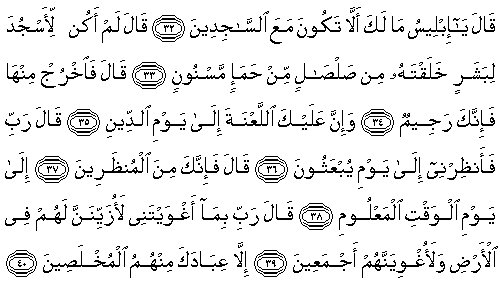 قَالَ يَـٰٓإِبْلِيسُ مَا لَكَ أَلَّا تَكُونَ مَعَ ٱلسَّـٰجِدِينَ ٣٢ قَالَ لَمْ أَكُن لِّأَسْجُدَ
لِبَشَرٍ خَلَقْتَهُۥ مِن صَلْصَـٰلٍ مِّنْ حَمَإٍ مَّسْنُونٍ ٣٣ قَالَ فَٱخْرُجْ مِنْهَا
فَإِنَّكَ رَجِيمٌ ٣٤ وَإِنَّ عَلَيْكَ ٱللَّعْنَةَ إِلَىٰ يَوْمِ ٱلدِّينِ ٣٥ قَالَ رَبِّ
فَأَنظِرْنِىٓ إِلَىٰ يَوْمِ يُبْعَثُونَ ٣٦ قَالَ فَإِنَّكَ مِنَ ٱلْمُنظَرِينَ ٣٧ إِلَىٰ
يَوْمِ ٱلْوَقْتِ ٱلْمَعْلُومِ ٣٨ قَالَ رَبِّ بِمَآ أَغْوَيْتَنِى لَأُزَيِّنَنَّ لَهُمْ فِى
ٱلْأَرْضِ وَلَأُغْوِيَنَّهُمْ أَجْمَعِينَ ٣٩ إِلَّا عِبَادَكَ مِنْهُمُ ٱلْمُخْلَصِينَ ٤٠